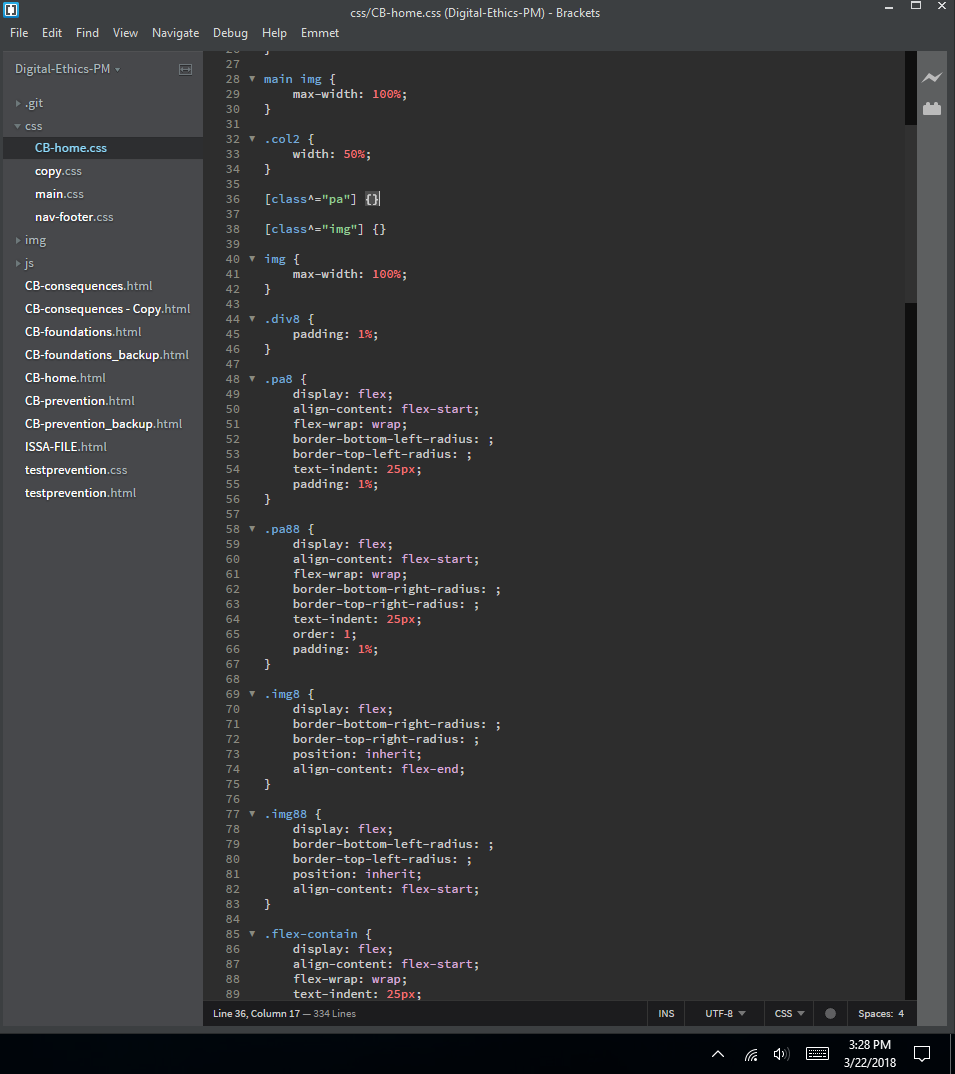 css/CB-home.css (Digital-Ethics-PM) - Brackets
File Edit Find View Navigate Debug Help Emmet
Digital-Ethics-PM
.git
css
CB-home.css
copy.css
main.css
nav-footer.css
img
js
CB-consequences.html
CB-consequences - Copy.html
CB-foundations.html
CB-foundations_backup.html
CB-home.html
CB-prevention.html
CB-prevention_backup.html
ISSA-FILE.html
testprevention.css
testprevention.html
26 }
27
28 main img {
29 max-width: 100%;
30 }
31
32 .col2 {
33 width: 50%;
34 }
35
36 [class^="pa"] {}
37
38 [class^="img"] {}
39
40 img {
41 max-width: 100%;
42 }
43
44 .div8 {
45 padding: 1%;
46 }
47
48 .pa8 {
49 display: flex;
50 align-content: flex-start;
51 flex-wrap: wrap;
52 border-bottom-left-radius: ;
53 border-top-left-radius: ;
54 text-indent: 25px;
55 padding: 1%;
56 }
57
58 .pa88 {
59 display: flex;
60 align-content: flex-start;
61 flex-wrap: wrap;
62 border-bottom-right-radius: ;
63 border-top-right-radius: ;
64 text-indent: 25px;
65 order: 1;
66 padding: 1%;
67 }
68
69 .img8 {
70 display: flex;
71 border-bottom-right-radius: ;
72 border-top-right-radius: ;
73 position: inherit;
74 align-content: flex-end;
75 }
76
77 .img88 {
78 display: flex;
79 border-bottom-left-radius: ;
80 border-top-left-radius: ;
81 position: inherit;
82 align-content: flex-start;
83 }
84
85 .flex-contain {
86 display: flex;
87 align-content: flex-start;
88 flex-wrap: wrap;
89 text-indent: 25px;
Line 36, Column 17 — 334 Lines INS UTF-8 CSS Spaces: 4
3:28 PM
3/22/2018